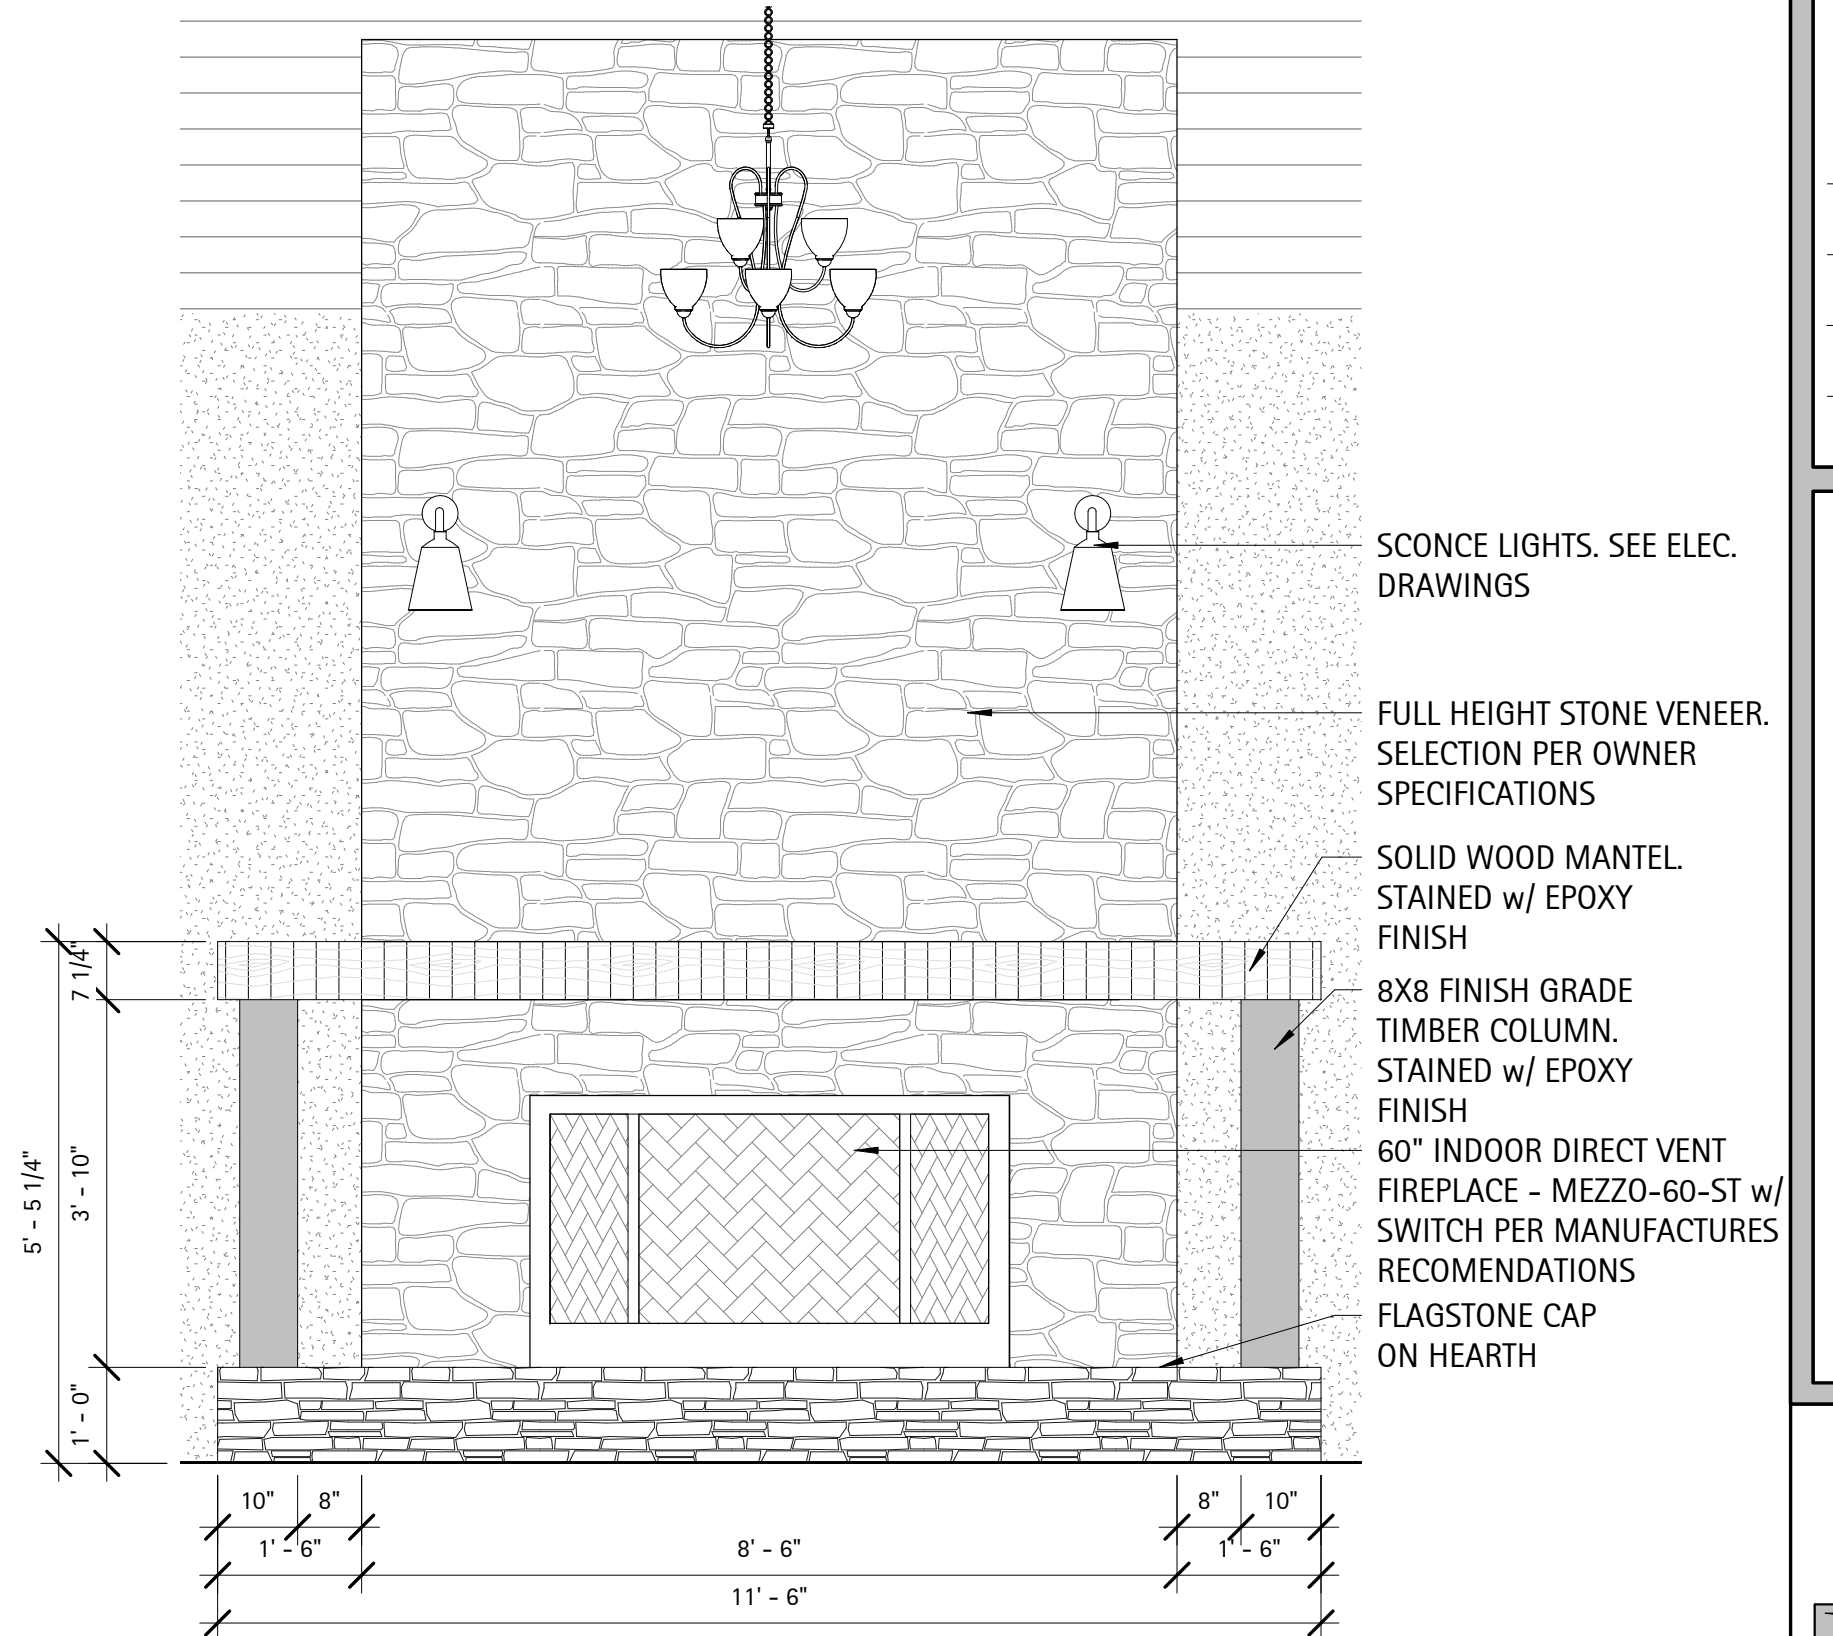 SCONCE LIGHTS. SEE ELEC.
DRAWINGS
FULL HEIGHT STONE VENEER.
SELECTION PER OWNER
SPECIFICATIONS
SOLID WOOD MANTEL.
STAINED w/ EPOXY
FINISH
8X8 FINISH GRADE
TIMBER COLUMN.
STAINED w/ EPOXY
FINISH
60" INDOOR DIRECT VENT
FIREPLACE - MEZZO-60-ST w/
SWITCH PER MANUFACTURES
RECOMENDATIONS
FLAGSTONE CAP
ON HEARTH
7 1/4"
3' - 10"
5' - 5 1/4"
1' - 0"
10" 8" 8" 10"
1' - 6" 8' - 6" 1' - 6"
11' - 6"